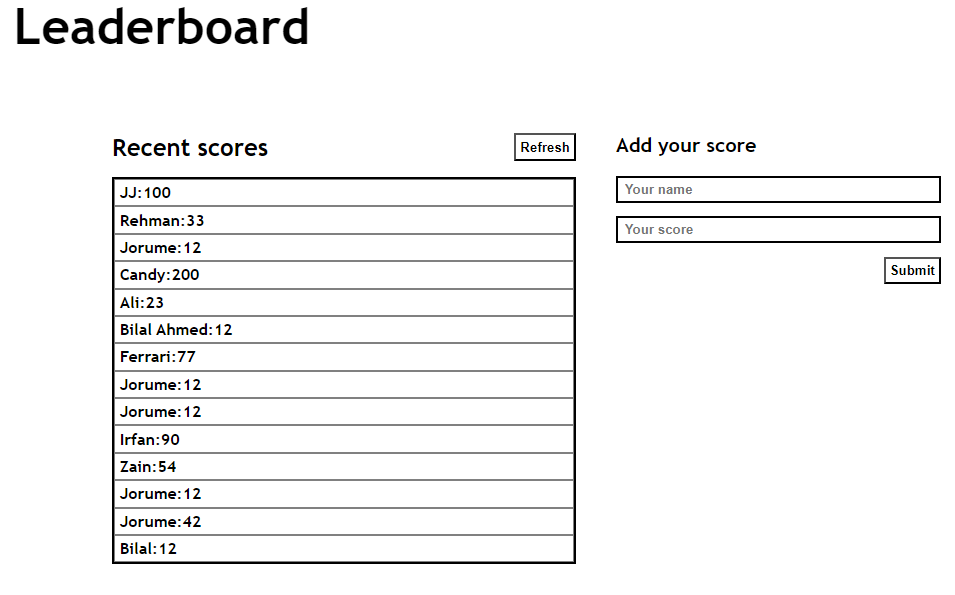 Leaderboard
Recent scores
Refresh
JJ:100
Rehman:33
Jorume:12
Candy:200
Ali:23
Bilal Ahmed:12
Ferrari:77
Jorume:12
Jorume:12
Irfan:90
Zain:54
Jorume:12
Jorume:42
Bilal:12
Add your score
Your name
Your score
Submit